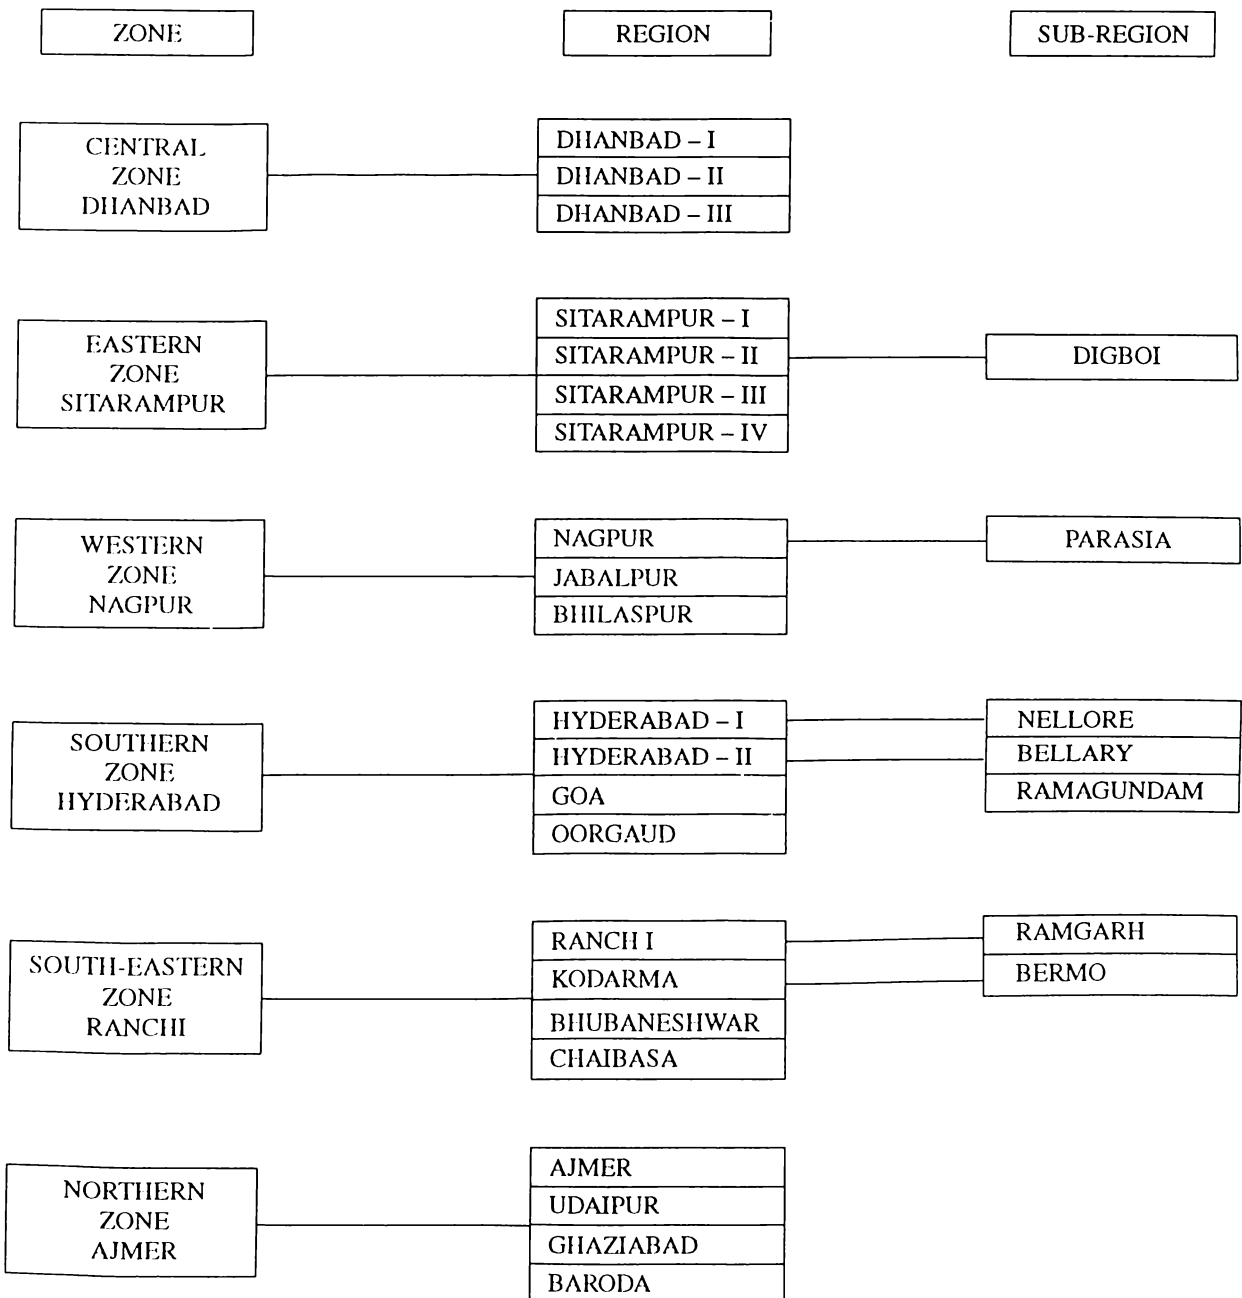 ZONE
REGION
SUB-REGION
CENTRAL
ZONE
DHANBAD
DHANBAD – I
DHANBAD – II
DHANBAD – III
EASTERN
ZONE
SITARAMPUR
SITARAMPUR – I
SITARAMPUR – II
SITARAMPUR – III
SITARAMPUR – IV
DIGBOI
WESTERN
ZONE
NAGPUR
NAGPUR
JABALPUR
BHILASPUR
PARASIA
SOUTHERN
ZONE
HYDERABAD
HYDERABAD – I
HYDERABAD – II
GOA
OORGAUD
NELLORE
BELLARY
RAMAGUNDAM
SOUTH-EASTERN
ZONE
RANCHI
RANCH I
KODARMA
BHUBANESHWAR
CHAIBASA
RAMGARH
BERMO
NORTHERN
ZONE
AJMER
AJMER
UDAIPUR
GHAZIABAD
BARODA